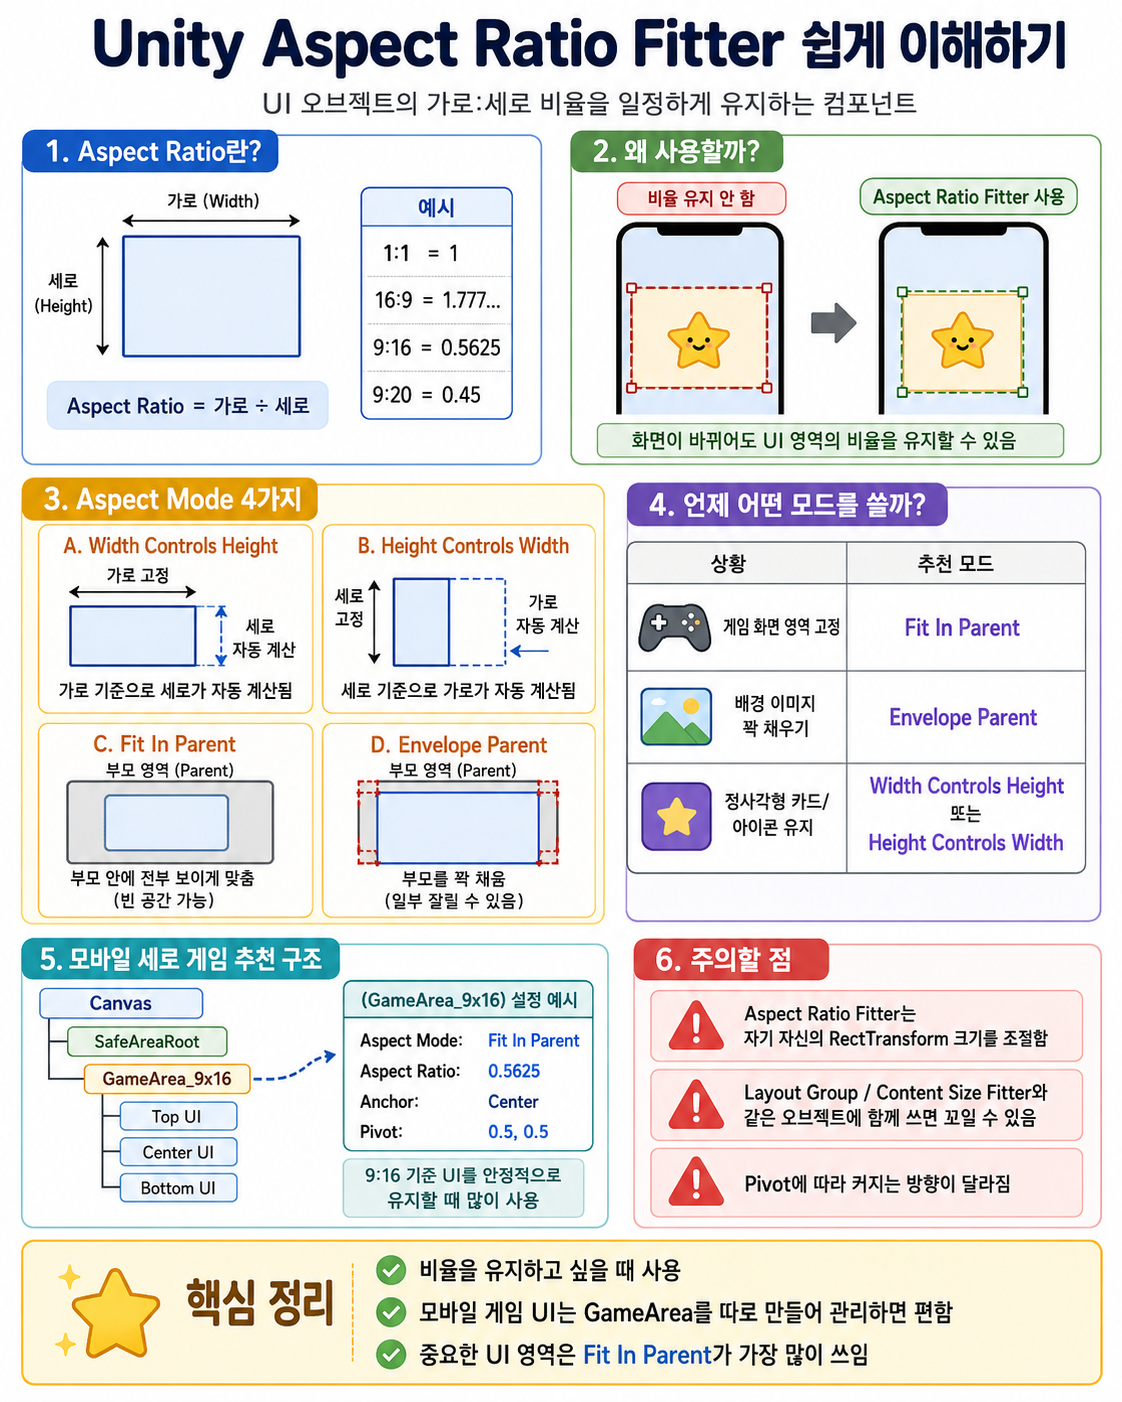 Unity Aspect Ratio Fitter 쉽게 이해하기
UI 오브젝트의 가로:세로 비율을 일정하게 유지하는 컴포넌트
1. Aspect Ratio란?
가로 (Width)
세로
(Height)
Aspect Ratio = 가로 ÷ 세로
예시
1:1 = 1
16:9 = 1.777...
9:16 = 0.5625
9:20 = 0.45
2. 왜 사용할까?
비율 유지 안 함
Aspect Ratio Fitter 사용
화면이 바뀌어도 UI 영역의 비율을 유지할 수 있음
3. Aspect Mode 4가지
A. Width Controls Height
가로 고정
세로
자동 계산
가로 기준으로 세로가 자동 계산됨
B. Height Controls Width
세로
고정
가로
자동 계산
세로 기준으로 가로가 자동 계산됨
C. Fit In Parent
부모 영역 (Parent)
부모 안에 전부 보이게 맞춤
(빈 공간 가능)
D. Envelope Parent
부모 영역 (Parent)
부모를 꽉 채움
(일부 잘릴 수 있음)
4. 언제 어떤 모드를 쓸까?
상황
추천 모드
게임 화면 영역 고정
Fit In Parent
배경 이미지
꽉 채우기
Envelope Parent
정사각형 카드/
아이콘 유지
Width Controls Height
또는
Height Controls Width
5. 모바일 세로 게임 추천 구조
Canvas
SafeAreaRoot
GameArea_9x16
Top UI
Center UI
Bottom UI
(GameArea_9x16) 설정 예시
Aspect Mode: Fit In Parent
Aspect Ratio: 0.5625
Anchor: Center
Pivot: 0.5, 0.5
9:16 기준 UI를 안정적으로
유지할 때 많이 사용
6. 주의할 점
Aspect Ratio Fitter는
자기 자신의 RectTransform 크기를 조절함
Layout Group / Content Size Fitter와
같은 오브젝트에 함께 쓰면 꼬일 수 있음
Pivot에 따라 커지는 방향이 달라짐
핵심 정리
비율을 유지하고 싶을 때 사용
모바일 게임 UI는 GameArea를 따로 만들어 관리하면 편함
중요한 UI 영역은 Fit In Parent가 가장 많이 쓰임